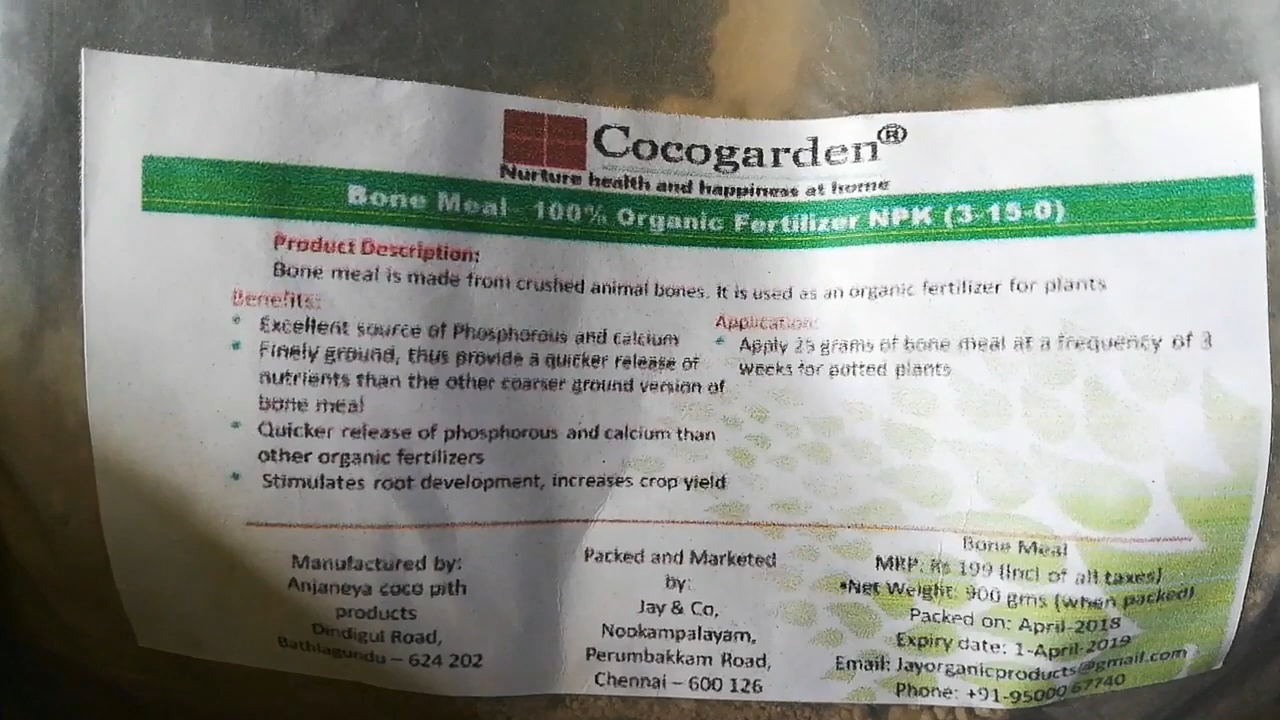 Cocogarden®
Nurture health and happiness at home
Bone Meal - 100% Organic Fertilizer NPK (3-15-0)
Product Description:
Bone meal is made from crushed animal bones. It is used as an organic fertilizer for plants
Benefits:
• Excellent source of Phosphorous and calcium
• Finely ground, thus provide a quicker release of
nutrients than the other coarser ground version of
bone meal
• Quicker release of phosphorous and calcium than
other organic fertilizers
• Stimulates root development, increases crop yield
Application:
• Apply 25 grams of bone meal at a frequency of 3
weeks for potted plants
Manufactured by:
Anjaneya coco pith
products
Dindigul Road,
Bathlagundu – 624 202
Packed and Marketed
by:
Jay & Co,
Nookampalayam,
Perumbakkam Road,
Chennai – 600 126
Bone Meal
MRP: Rs 199 (Incl of all taxes)
*Net Weight: 900 gms (when packed)
Packed on: April-2018
Expiry date: 1-April-2019
Email: Jayorganicproducts@gmail.com
Phone: +91-95000 67740